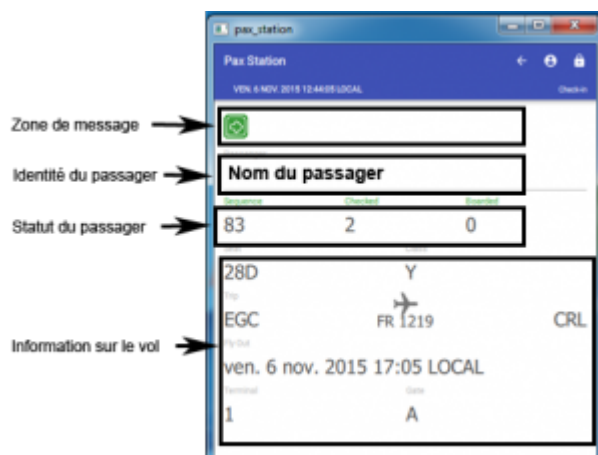 pax_station
Pax Station
VEN. 6 NOV. 2015 12:44:05 LOCAL Check-in
Zone de message
Identité du passager
Nom du passager
Sequence Checked Boarded
Statut du passager
83 2 0
Class
28D Y
Trip
EGC FR 1219 CRL
Fly Out
Information sur le vol
ven. 6 nov. 2015 17:05 LOCAL
Terminal Gate
1 A